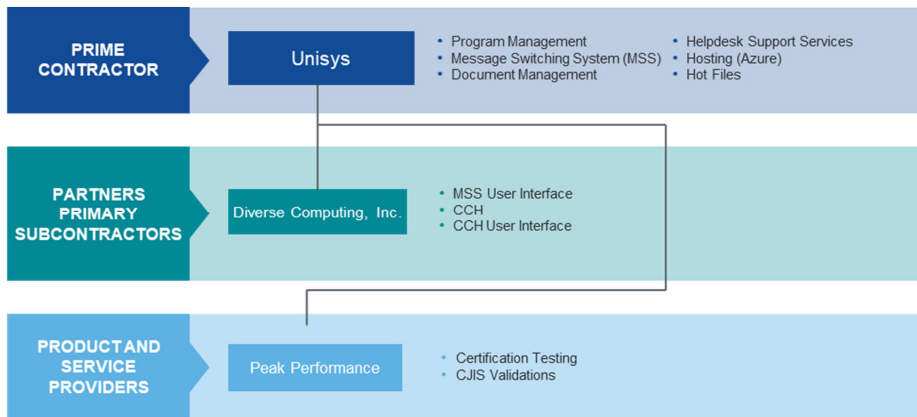 PRIME
CONTRACTOR
Unisys
• Program Management
• Message Switching System (MSS)
• Document Management
• Helpdesk Support Services
• Hosting (Azure)
• Hot Files
PARTNERS
PRIMARY
SUBCONTRACTORS
Diverse Computing, Inc.
• MSS User Interface
• CCH
• CCH User Interface
PRODUCT AND
SERVICE
PROVIDERS
Peak Performance
• Certification Testing
• CJIS Validations